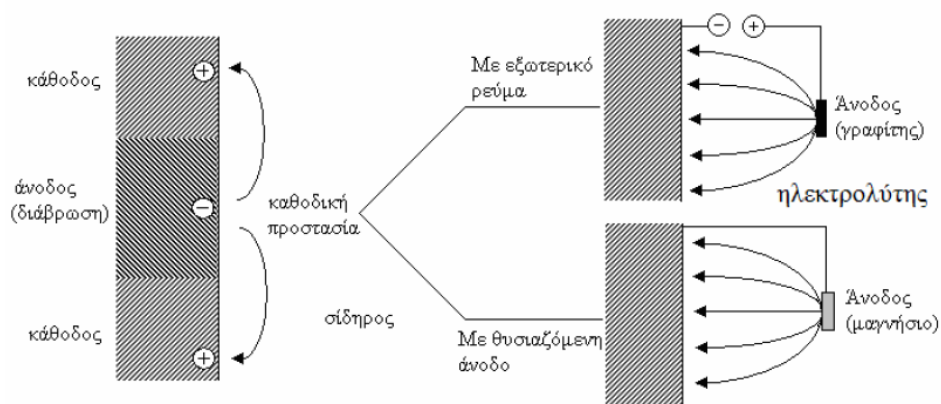 κάθοδος
άνοδος
(διάβρωση)
κάθοδος
+
−
+
καθοδική
προστασία
σίδηρος
Με εξωτερικό
ρεύμα
Με θυσιαζόμενη
άνοδο
− +
Άνοδος
(γραφίτης)
ηλεκτρολύτης
Άνοδος
(μαγνήσιο)